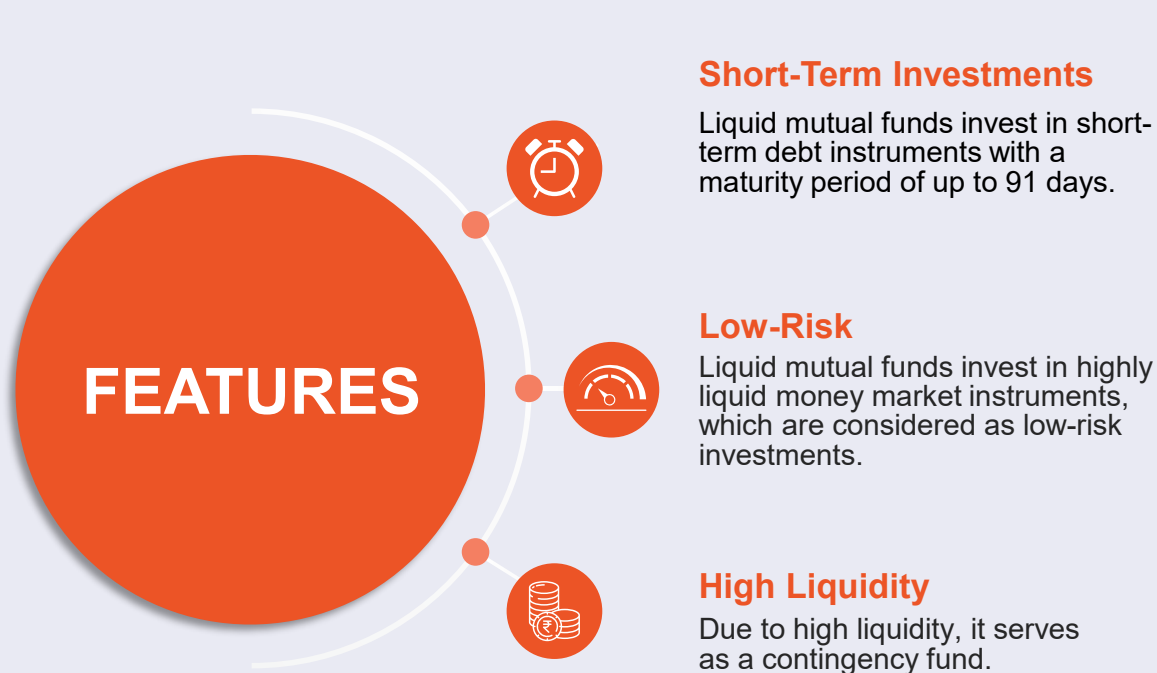 FEATURES
Short-Term Investments
Liquid mutual funds invest in short-
term debt instruments with a
maturity period of up to 91 days.
Low-Risk
Liquid mutual funds invest in highly
liquid money market instruments,
which are considered as low-risk
investments.
High Liquidity
Due to high liquidity, it serves
as a contingency fund.
₹